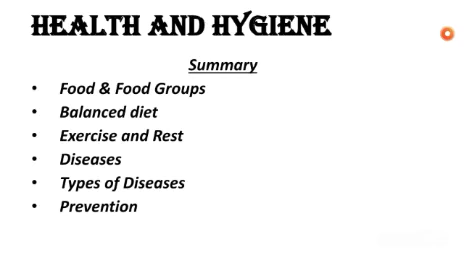 HEALTH AND HYGIENE
Summary
• Food & Food Groups
• Balanced diet
• Exercise and Rest
• Diseases
• Types of Diseases
• Prevention